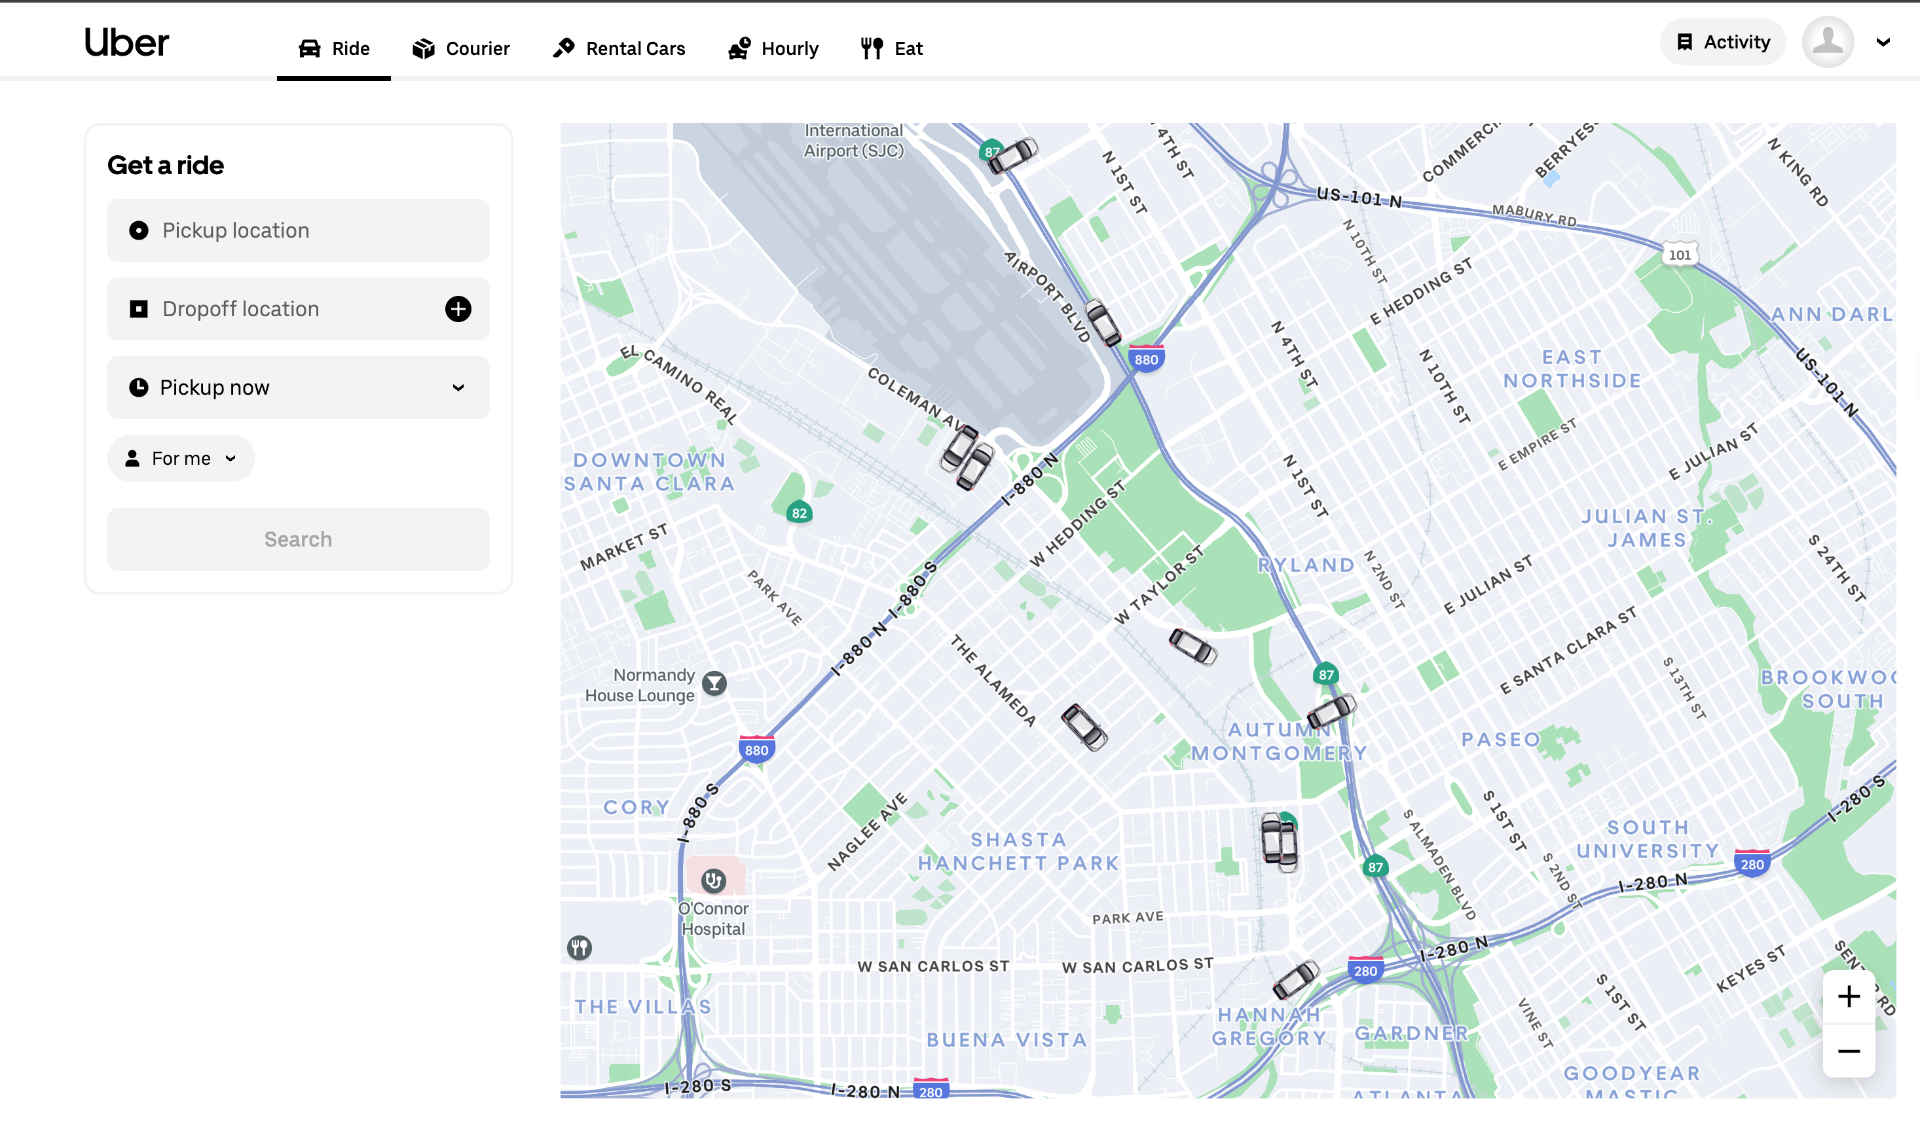 Uber
Ride
Courier
Rental Cars
Hourly
Eat
Activity
Get a ride
Pickup location
Dropoff location
Pickup now
For me
Search
International
Airport (SJC)
87
N 1ST ST
4TH ST
US-101 N
COMMERCI
BERRYES
N KING RD
MABURY RD
101
N 10TH ST
E HEDDING ST
AIRPORT BLVD
880
N 4TH ST
ANN DARL
EAST
NORTHSIDE
US-101 N
N 10TH ST
EL CAMINO REAL
COLEMAN AV
E EMPIRE ST
E JULIAN ST
DOWNTOWN
SANTA CLARA
I-880 N
N 1ST ST
82
W HEDDING ST
JULIAN ST.
JAMES
MARKET ST
RYLAND
N 2ND ST
S 24TH ST
PARK AVE
I-880 S
W TAYLOR ST
E JULIAN ST
I-880 N
THE ALAMEDA
E SANTA CLARA ST
Normandy
House Lounge
87
S 13TH ST
BROOKWOO
SOUTH
AUTUMN
MONTGOMERY
PASEO
880
I-880 S
CORY
NAGLEE AVE
SHASTA
HANCHETT PARK
S 1ST ST
S ALMADEN BLVD
SOUTH
UNIVERSITY
I-280 S
280
87
S 2ND ST
I-280 N
O'Connor
Hospital
PARK AVE
W SAN CARLOS ST
W SAN CARLOS ST
280
I-280 N
KEYES ST
S 1ST ST
VINE ST
THE VILLAS
BUENA VISTA
HANNAH
GREGORY
GARDNER
GOODYEAR
MASTIC
ATLANTA
I-280 S
I-280 N
280